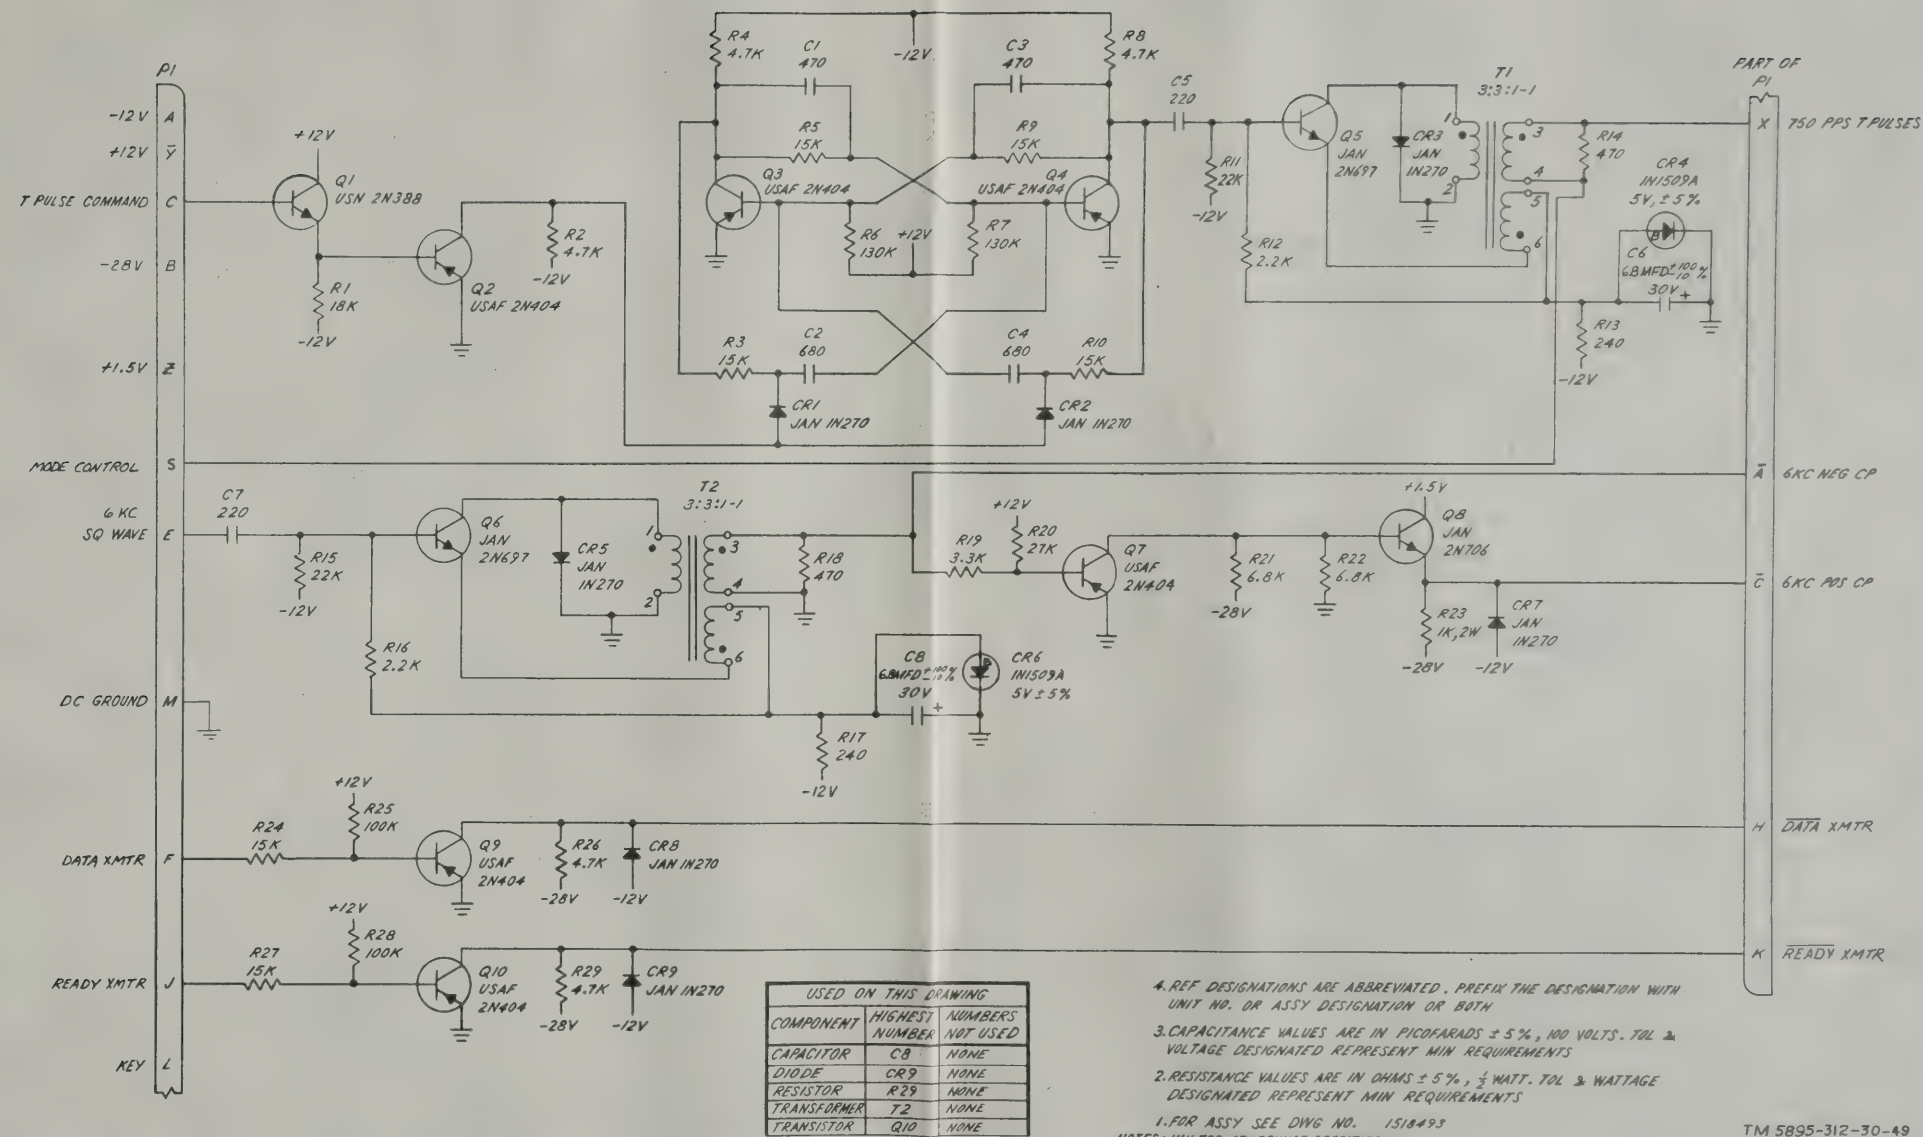 P1
-12V A
+12V Y̅
T PULSE COMMAND C
-28V B
+1.5V Z
MODE CONTROL S
6 KC
SQ WAVE E
DC GROUND M
DATA XMTR F
READY XMTR J
KEY L
+12V
Q1
USN 2N388
R1
18K
-12V
Q2
USAF 2N404
R2
4.7K
-12V
R4
4.7K
C1
470
-12V
C3
470
R8
4.7K
R5
15K
R9
15K
Q3
USAF 2N404
Q4
USAF 2N404
R6
130K
+12V
R7
130K
R3
15K
C2
680
C4
680
R10
15K
CR1
JAN 1N270
CR2
JAN 1N270
C5
220
R11
22K
-12V
R12
2.2K
Q5
JAN
2N697
CR3
JAN
1N270
T1
3:3:1-1
1
2
3
4
5
6
R14
470
CR4
1N1509A
5V, ±5%
B
C6
68MFD +100 -10 %
30V +
R13
240
-12V
PART OF
P1
X 750 PPS T PULSES
A̅ 6KC NEG CP
C̅ 6KC POS CP
H D̅A̅T̅A̅ XMTR
K R̅E̅A̅D̅Y̅ XMTR
C7
220
R15
22K
-12V
R16
2.2K
Q6
JAN
2N697
CR5
JAN
1N270
T2
3:3:1-1
1
2
3
4
5
6
R18
470
C8
68MFD +100 -10 %
30V +
B
CR6
1N1509A
5V ±5%
R17
240
-12V
R19
3.3K
+12V
R20
27K
Q7
USAF
2N404
R21
6.8K
-28V
R22
6.8K
+1.5V
Q8
JAN
2N706
R23
1K, 2W
-28V
CR7
JAN
1N270
-12V
R24
15K
+12V
R25
100K
Q9
USAF
2N404
R26
4.7K
-28V
CR8
JAN 1N270
-12V
R27
15K
+12V
R28
100K
Q10
USAF
2N404
R29
4.7K
-28V
CR9
JAN 1N270
-12V
USED ON THIS DRAWING
COMPONENT HIGHEST NUMBER NUMBERS NOT USED
CAPACITOR C8 NONE
DIODE CR9 NONE
RESISTOR R29 NONE
TRANSFORMER T2 NONE
TRANSISTOR Q10 NONE
4. REF DESIGNATIONS ARE ABBREVIATED. PREFIX THE DESIGNATION WITH
UNIT NO. OR ASSY DESIGNATION OR BOTH
3. CAPACITANCE VALUES ARE IN PICOFARADS ± 5%, 100 VOLTS. TOL &
VOLTAGE DESIGNATED REPRESENT MIN REQUIREMENTS
2. RESISTANCE VALUES ARE IN OHMS ± 5%, ½ WATT. TOL & WATTAGE
DESIGNATED REPRESENT MIN REQUIREMENTS
1. FOR ASSY SEE DWG NO. 1518493
TM 5895-312-30-49